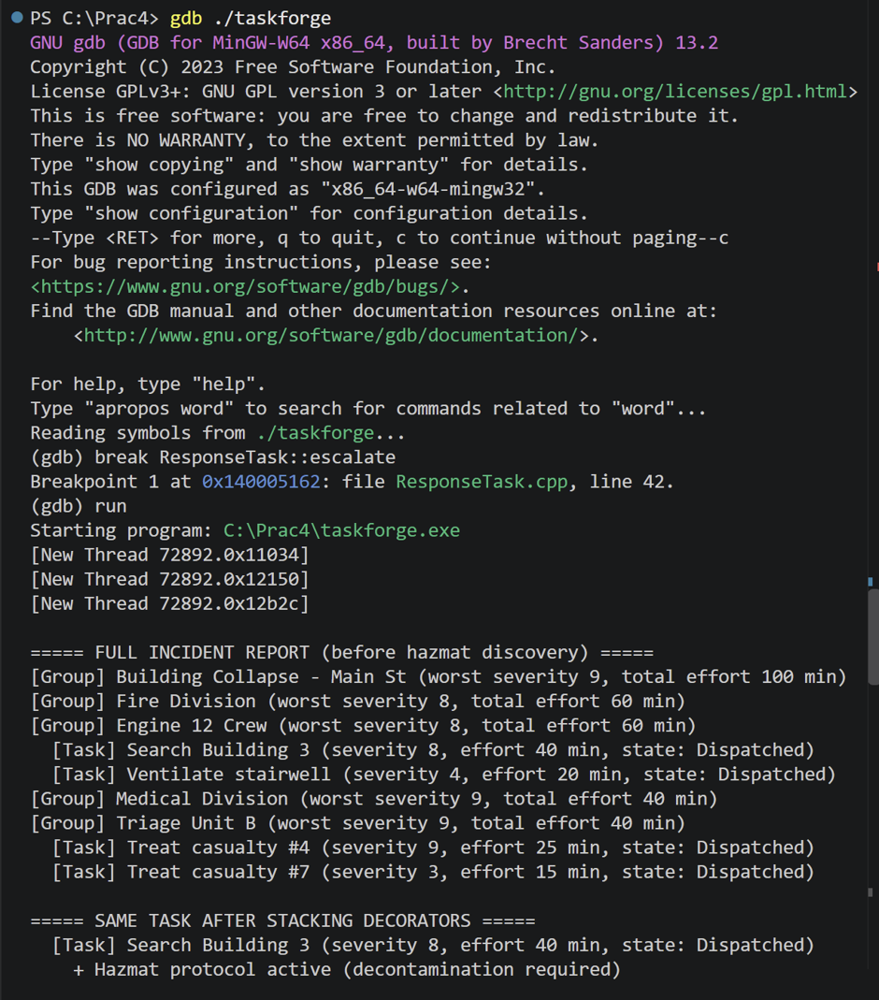 PS C:\Prac4> gdb ./taskforge
GNU gdb (GDB for MinGW-W64 x86_64, built by Brecht Sanders) 13.2
Copyright (C) 2023 Free Software Foundation, Inc.
License GPLv3+: GNU GPL version 3 or later <http://gnu.org/licenses/gpl.html>
This is free software: you are free to change and redistribute it.
There is NO WARRANTY, to the extent permitted by law.
Type "show copying" and "show warranty" for details.
This GDB was configured as "x86_64-w64-mingw32".
Type "show configuration" for configuration details.
--Type <RET> for more, q to quit, c to continue without paging--c
For bug reporting instructions, please see:
<https://www.gnu.org/software/gdb/bugs/>.
Find the GDB manual and other documentation resources online at:
    <http://www.gnu.org/software/gdb/documentation/>.

For help, type "help".
Type "apropos word" to search for commands related to "word"...
Reading symbols from ./taskforge...
(gdb) break ResponseTask::escalate
Breakpoint 1 at 0x140005162: file ResponseTask.cpp, line 42.
(gdb) run
Starting program: C:\Prac4\taskforge.exe
[New Thread 72892.0x11034]
[New Thread 72892.0x12150]
[New Thread 72892.0x12b2c]

===== FULL INCIDENT REPORT (before hazmat discovery) =====
[Group] Building Collapse - Main St (worst severity 9, total effort 100 min)
[Group] Fire Division (worst severity 8, total effort 60 min)
[Group] Engine 12 Crew (worst severity 8, total effort 60 min)
  [Task] Search Building 3 (severity 8, effort 40 min, state: Dispatched)
  [Task] Ventilate stairwell (severity 4, effort 20 min, state: Dispatched)
[Group] Medical Division (worst severity 9, total effort 40 min)
[Group] Triage Unit B (worst severity 9, total effort 40 min)
  [Task] Treat casualty #4 (severity 9, effort 25 min, state: Dispatched)
  [Task] Treat casualty #7 (severity 3, effort 15 min, state: Dispatched)

===== SAME TASK AFTER STACKING DECORATORS =====
  [Task] Search Building 3 (severity 8, effort 40 min, state: Dispatched)
    + Hazmat protocol active (decontamination required)